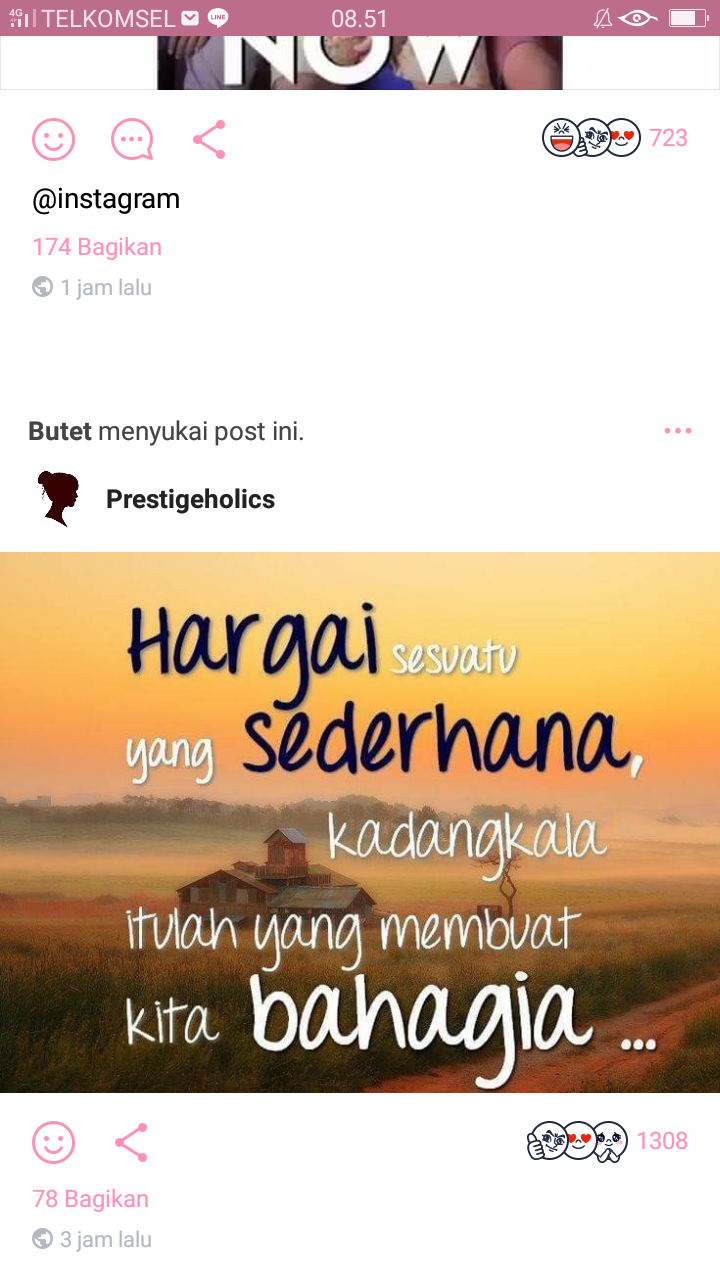 4G TELKOMSEL LINE 08.51
NOW
723
@instagram
174 Bagikan
1 jam lalu
Butet menyukai post ini.
Prestigeholics
Hargai sesuatu
yang sederhana,
kadangkala
itulah yang membuat
kita bahagia ...
1308
78 Bagikan
3 jam lalu